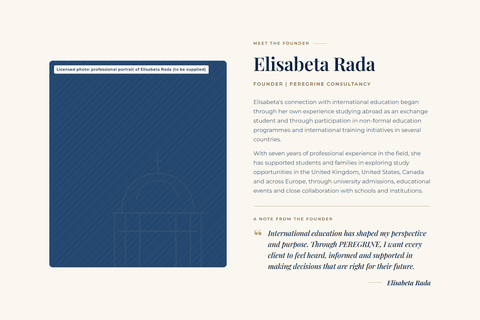 Licensed photo: professional portrait of Elisabeta Rada (to be supplied)
MEET THE FOUNDER
Elisabeta Rada
FOUNDER | PEREGRINE CONSULTANCY
Elisabeta's connection with international education began
through her own experience studying abroad as an exchange
student and through participation in non-formal education
programmes and international training initiatives in several
countries.
With seven years of professional experience in the field, she
has supported students and families in exploring study
opportunities in the United Kingdom, United States, Canada
and across Europe, through university admissions, educational
events and close collaboration with schools and institutions.
A NOTE FROM THE FOUNDER
“ International education has shaped my perspective
and purpose. Through PEREGRINE, I want every
client to feel heard, informed and supported in
making decisions that are right for their future.
Elisabeta Rada